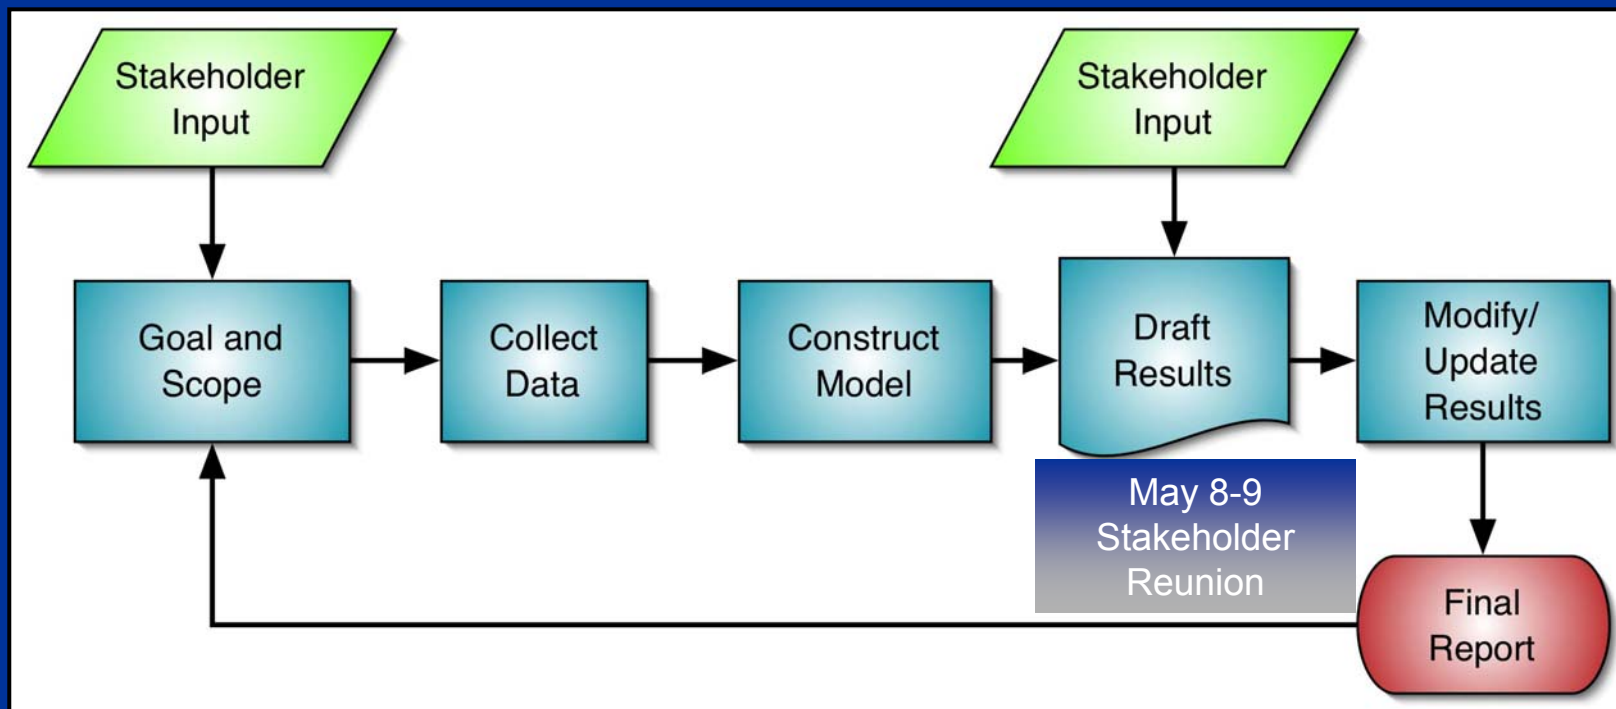 Stakeholder
Input
Stakeholder
Input
Goal and
Scope
Collect
Data
Construct
Model
Draft
Results
Modify/
Update
Results
May 8-9
Stakeholder
Reunion
Final
Report